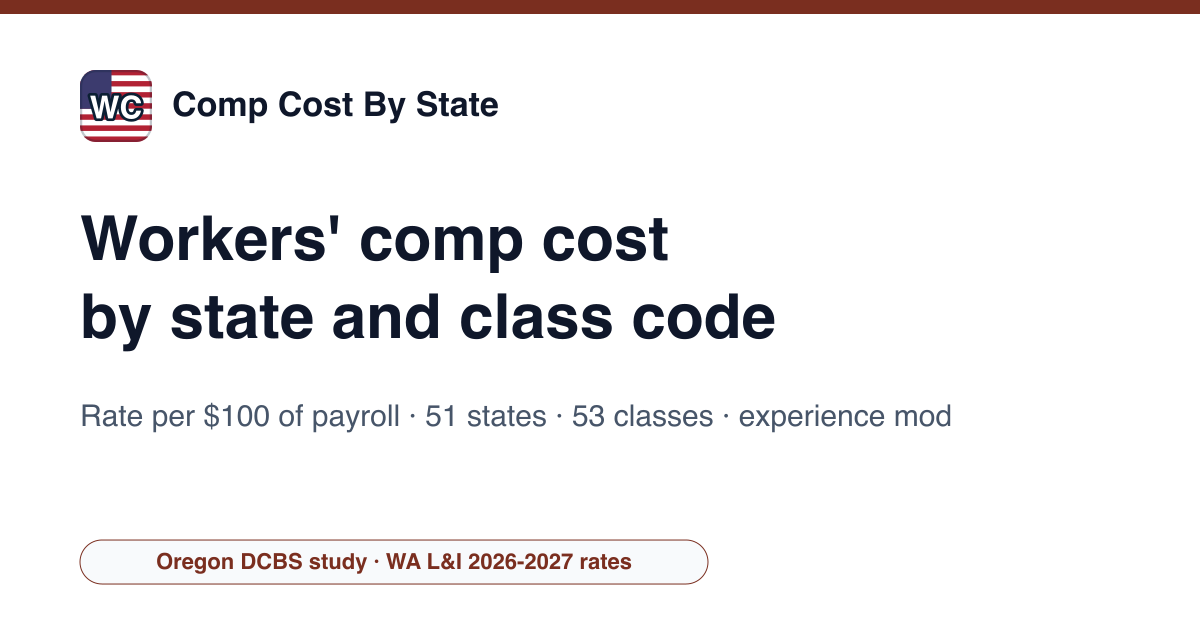 WC
Comp Cost By State
Workers' comp cost
by state and class code
Rate per $100 of payroll · 51 states · 53 classes · experience mod
Oregon DCBS study · WA L&I 2026-2027 rates